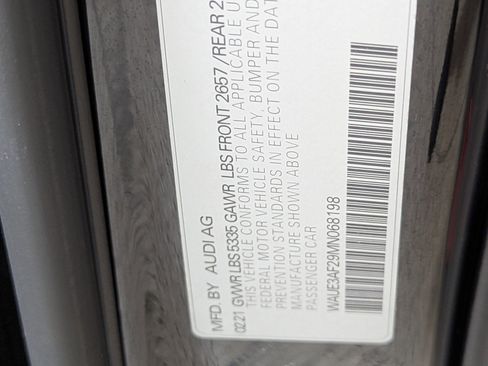 MFD. BY AUDI AG
02.21 GVWR LBS 5335 GAWR LBS FRONT 2657 / REAR 2
THIS VEHICLE CONFORMS TO ALL APPLICABLE U
FEDERAL MOTOR VEHICLE SAFETY, BUMPER AND
PREVENTION STANDARDS IN EFFECT ON THE DAT
MANUFACTURE SHOWN ABOVE
PASSENGER CAR
WAUE3AF29MN068198